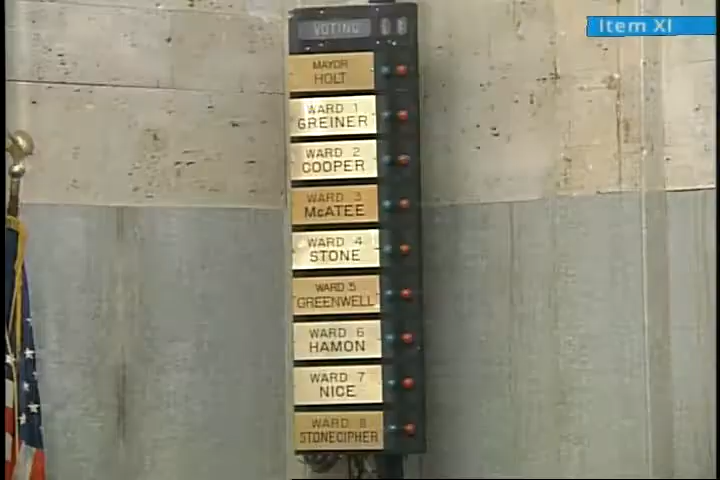 Item XI
VOTING
MAYOR
HOLT
WARD 1
GREINER
WARD 2
COOPER
WARD 3
McATEE
WARD 4
STONE
WARD 5
GREENWELL
WARD 6
HAMON
WARD 7
NICE
WARD 8
STONECIPHER